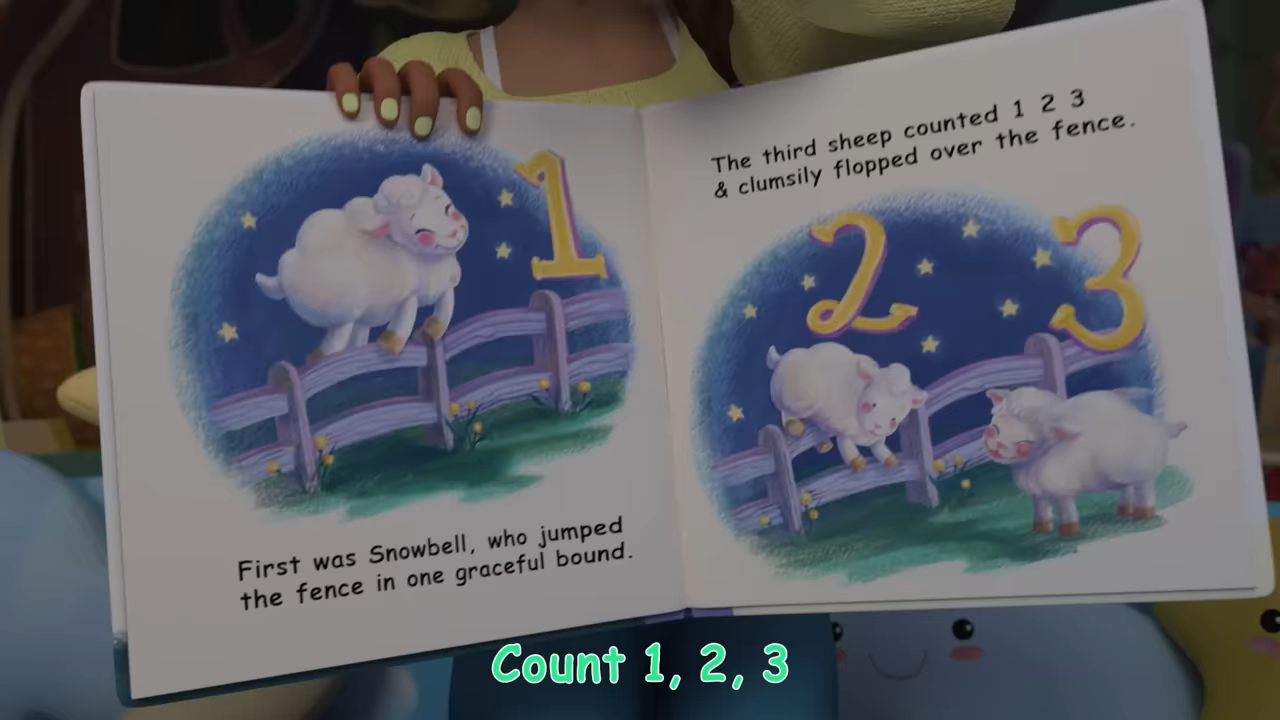 1
First was Snowbell, who jumped
the fence in one graceful bound.
The third sheep counted 1 2 3
& clumsily flopped over the fence.
2 3
Count 1, 2, 3